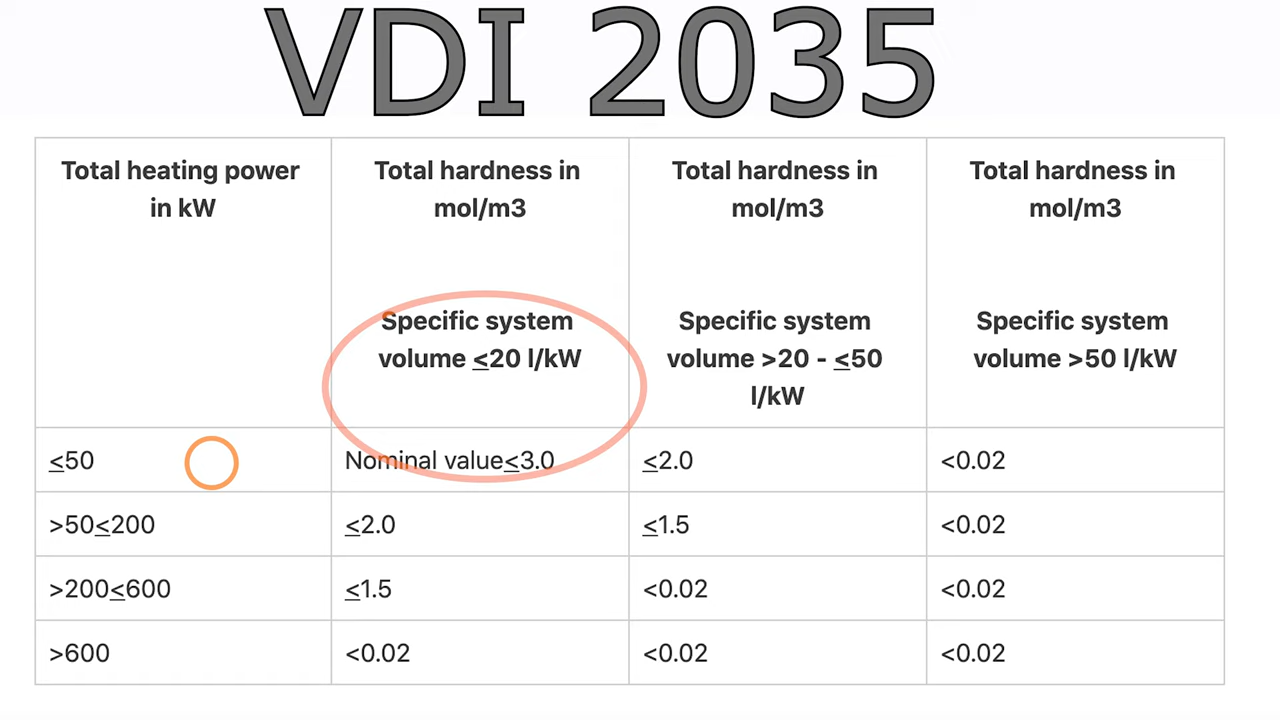 VDI 2035
Total heating power
in kW
Total hardness in
mol/m3
Specific system
volume ≤20 l/kW
Total hardness in
mol/m3
Specific system
volume >20 - ≤50
l/kW
Total hardness in
mol/m3
Specific system
volume >50 l/kW
≤50
Nominal value≤3.0
≤2.0
<0.02
>50≤200
≤2.0
≤1.5
<0.02
>200≤600
≤1.5
<0.02
<0.02
>600
<0.02
<0.02
<0.02